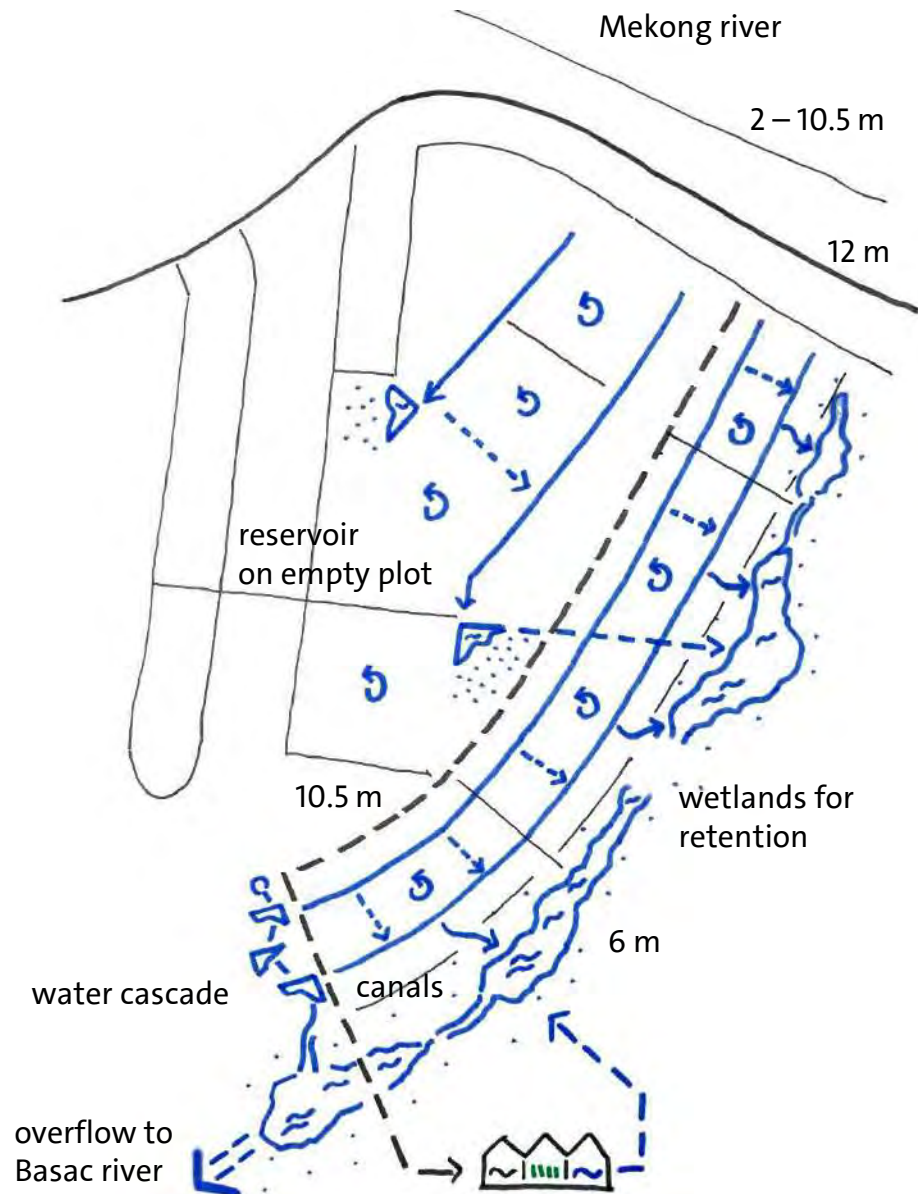 Mekong river
2 – 10.5 m
12 m
reservoir
on empty plot
10.5 m
wetlands for
retention
6 m
water cascade
canals
overflow to
Basac river